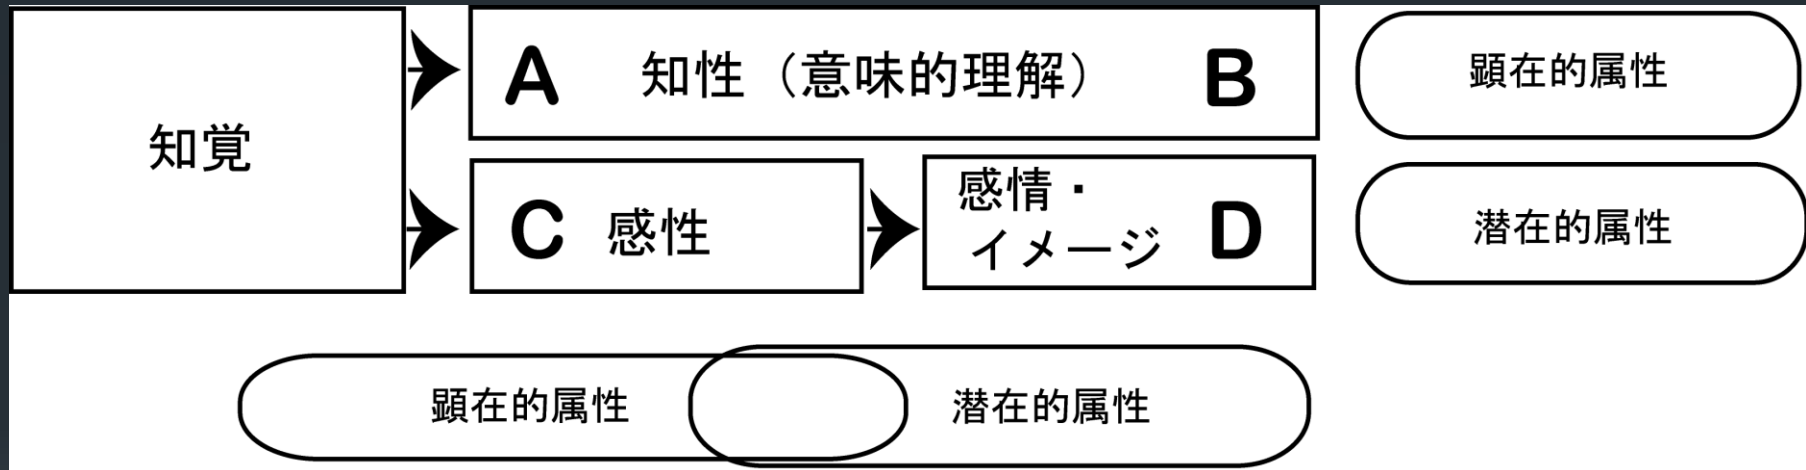 知覚
A 知性（意味的理解） B
顕在的属性
C 感性
感情・
イメージ D
潜在的属性
顕在的属性
潜在的属性